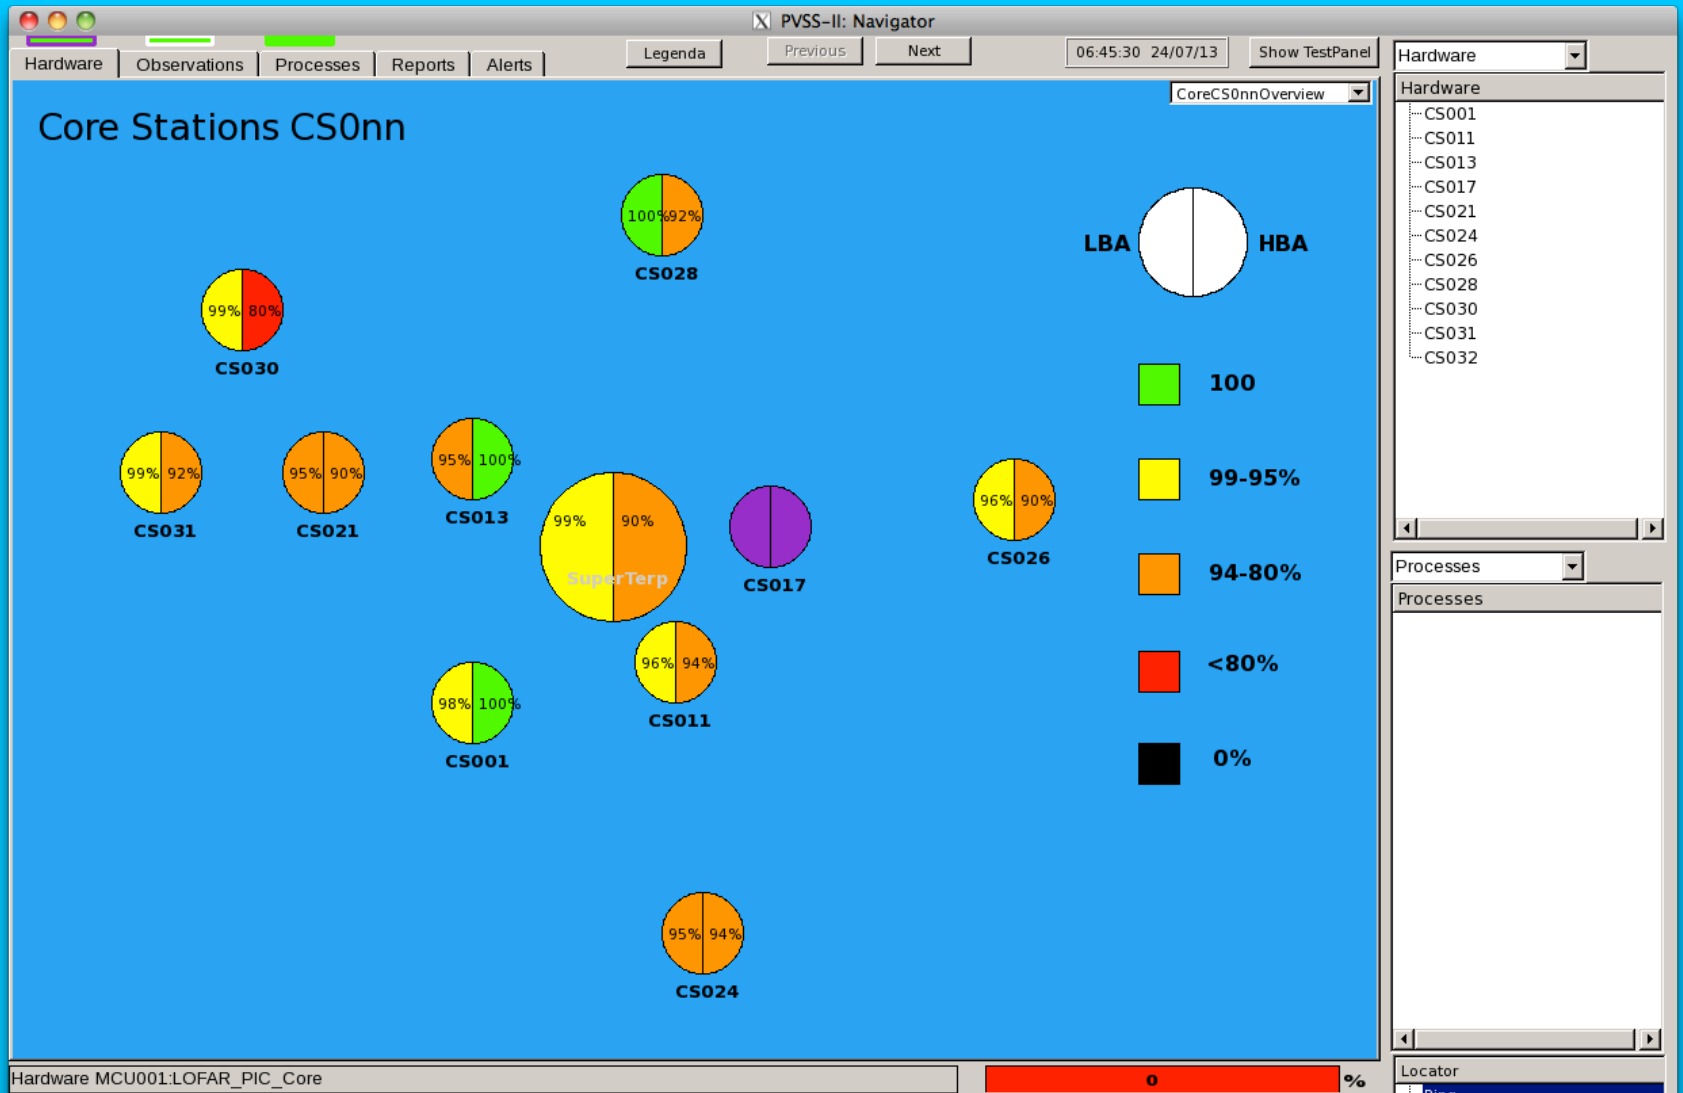 PVSS-II: Navigator
Hardware Observations Processes Reports Alerts
Legenda Previous Next 06:45:30 24/07/13 Show TestPanel
CoreCS0nnOverview
Core Stations CS0nn
100% 92%
CS028
LBA HBA
99% 80%
CS030
100
99% 92%
CS031
95% 90%
CS021
95% 100%
CS013
99% 90%
SuperTerp
CS017
96% 90%
CS026
99-95%
94-80%
96% 94%
CS011
98% 100%
CS001
<80%
0%
95% 94%
CS024
Hardware MCU001:LOFAR_PIC_Core
0 %
Hardware
Hardware
CS001
CS011
CS013
CS017
CS021
CS024
CS026
CS028
CS030
CS031
CS032
Processes
Processes
Locator